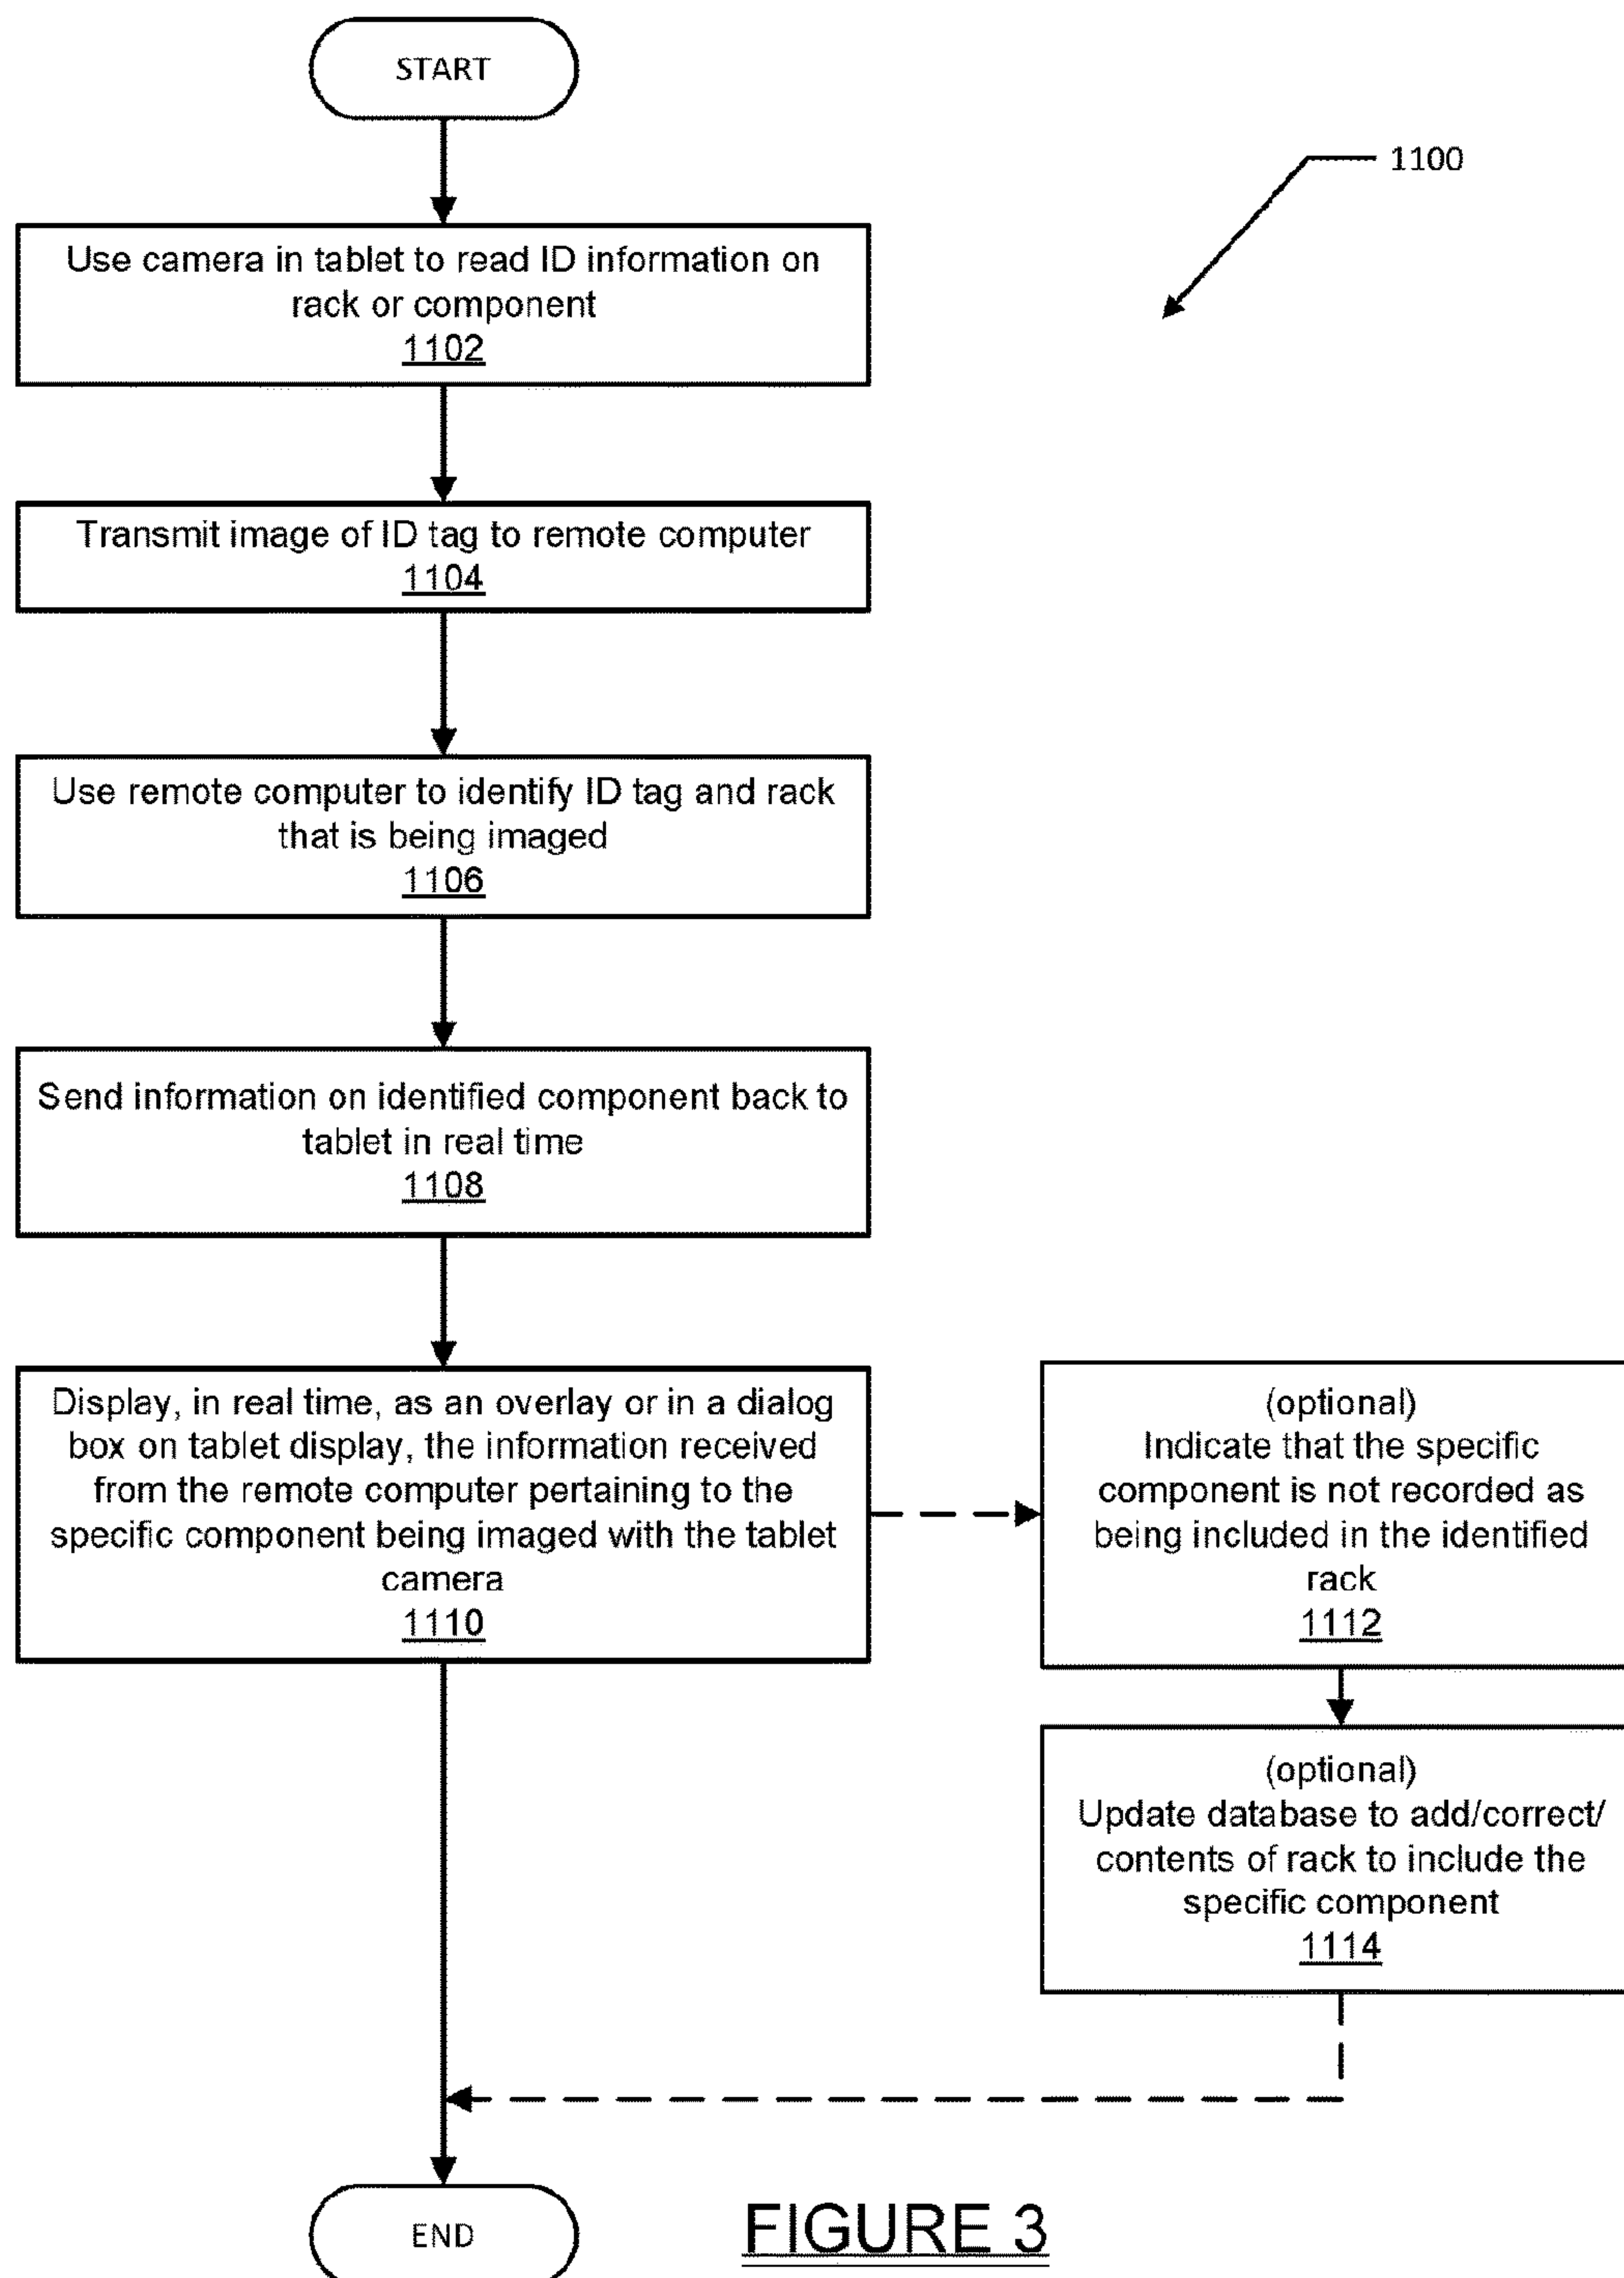 START
1100
Use camera in tablet to read ID information on
rack or component
1102
Transmit image of ID tag to remote computer
1104
Use remote computer to identify ID tag and rack
that is being imaged
1106
Send information on identified component back to
tablet in real time
1108
Display, in real time, as an overlay or in a dialog
box on tablet display, the information received
from the remote computer pertaining to the
specific component being imaged with the tablet
camera
1110
(optional)
Indicate that the specific
component is not recorded as
being included in the identified
rack
1112
(optional)
Update database to add/correct/
contents of rack to include the
specific component
1114
END
FIGURE 3